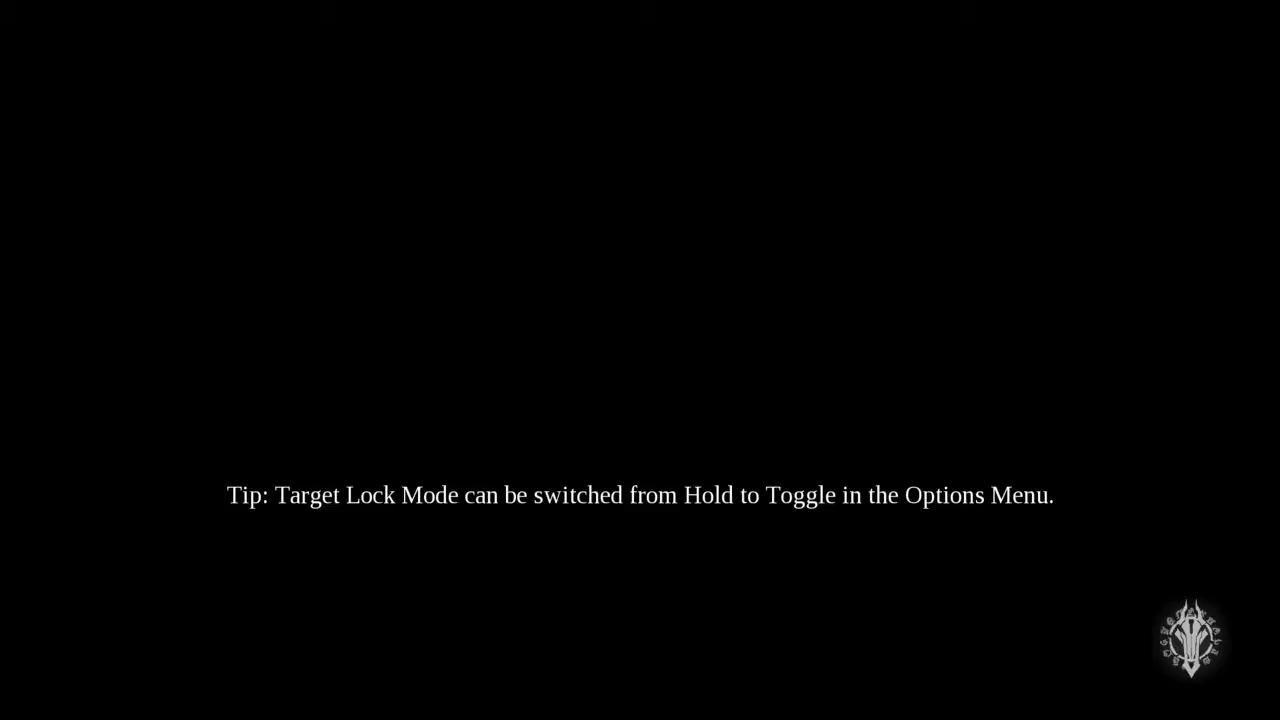 Tip: Target Lock Mode can be switched from Hold to Toggle in the Options Menu.